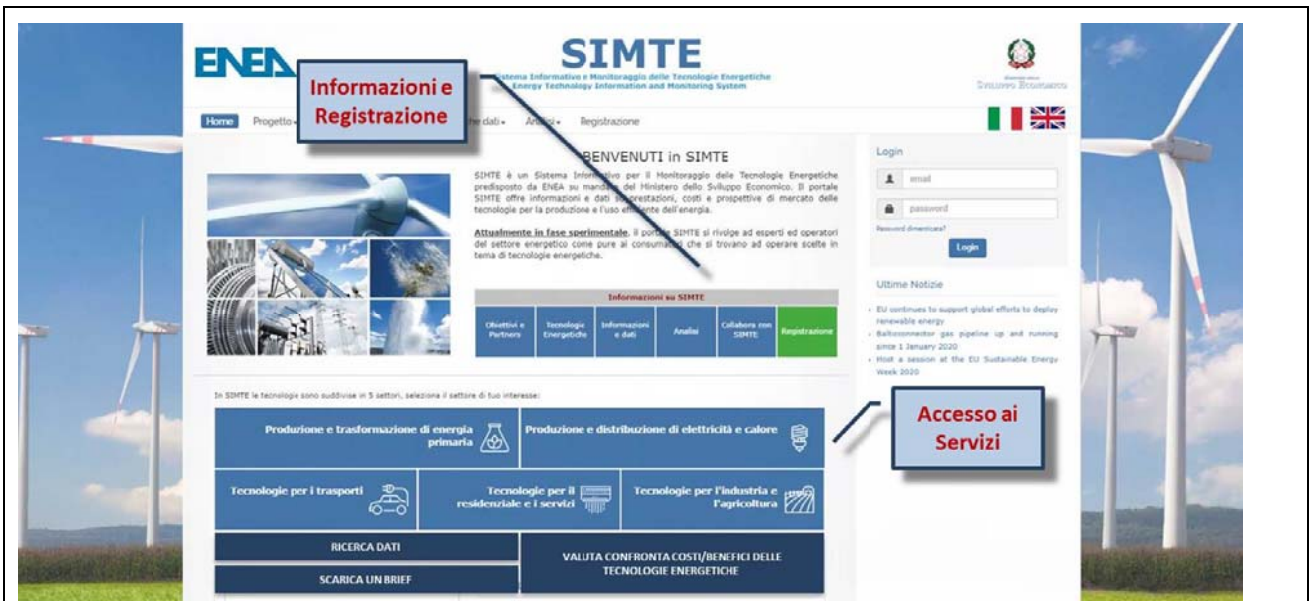 ENEA
SIMTE
Sistema Informativo e Monitoraggio delle Tecnologie Energetiche
Energy Technology Information and Monitoring System
Sviluppo Economico
Informazioni e
Registrazione
Home Progetto dati Analisi Registrazione
BENVENUTI in SIMTE
SIMTE è un Sistema Informativo per il Monitoraggio delle Tecnologie Energetiche
predisposto da ENEA su mandato del Ministero dello Sviluppo Economico. Il portale
SIMTE offre informazioni e dati su prestazioni, costi e prospettive di mercato delle
tecnologie per la produzione e l'uso efficiente dell'energia.
Attualmente in fase sperimentale, il portale SIMTE si rivolge ad esperti ed operatori
del settore energetico come pure ai consumatori che si trovano ad operare scelte in
tema di tecnologie energetiche.
Informazioni su SIMTE
Obiettivi e
Partners
Tecnologie
Energetiche
Informazioni
e dati
Analisi
Collabora con
SIMTE
Registrazione
Login
email
password
Password dimenticata?
Login
Ultime Notizie
EU continues to support global efforts to deploy
renewable energy
Balticconnector gas pipeline up and running
since 1 January 2020
Host a session at the EU Sustainable Energy
Week 2020
Accesso ai
Servizi
In SIMTE le tecnologie sono suddivise in 5 settori, seleziona il settore di tuo interesse:
Produzione e trasformazione di energia
primaria
Produzione e distribuzione di elettricità e calore
Tecnologie per i trasporti
Tecnologie per il
residenziale e i servizi
Tecnologie per l'industria e
l'agricoltura
RICERCA DATI
SCARICA UN BRIEF
VALUTA CONFRONTA COSTI/BENEFICI DELLE
TECNOLOGIE ENERGETICHE